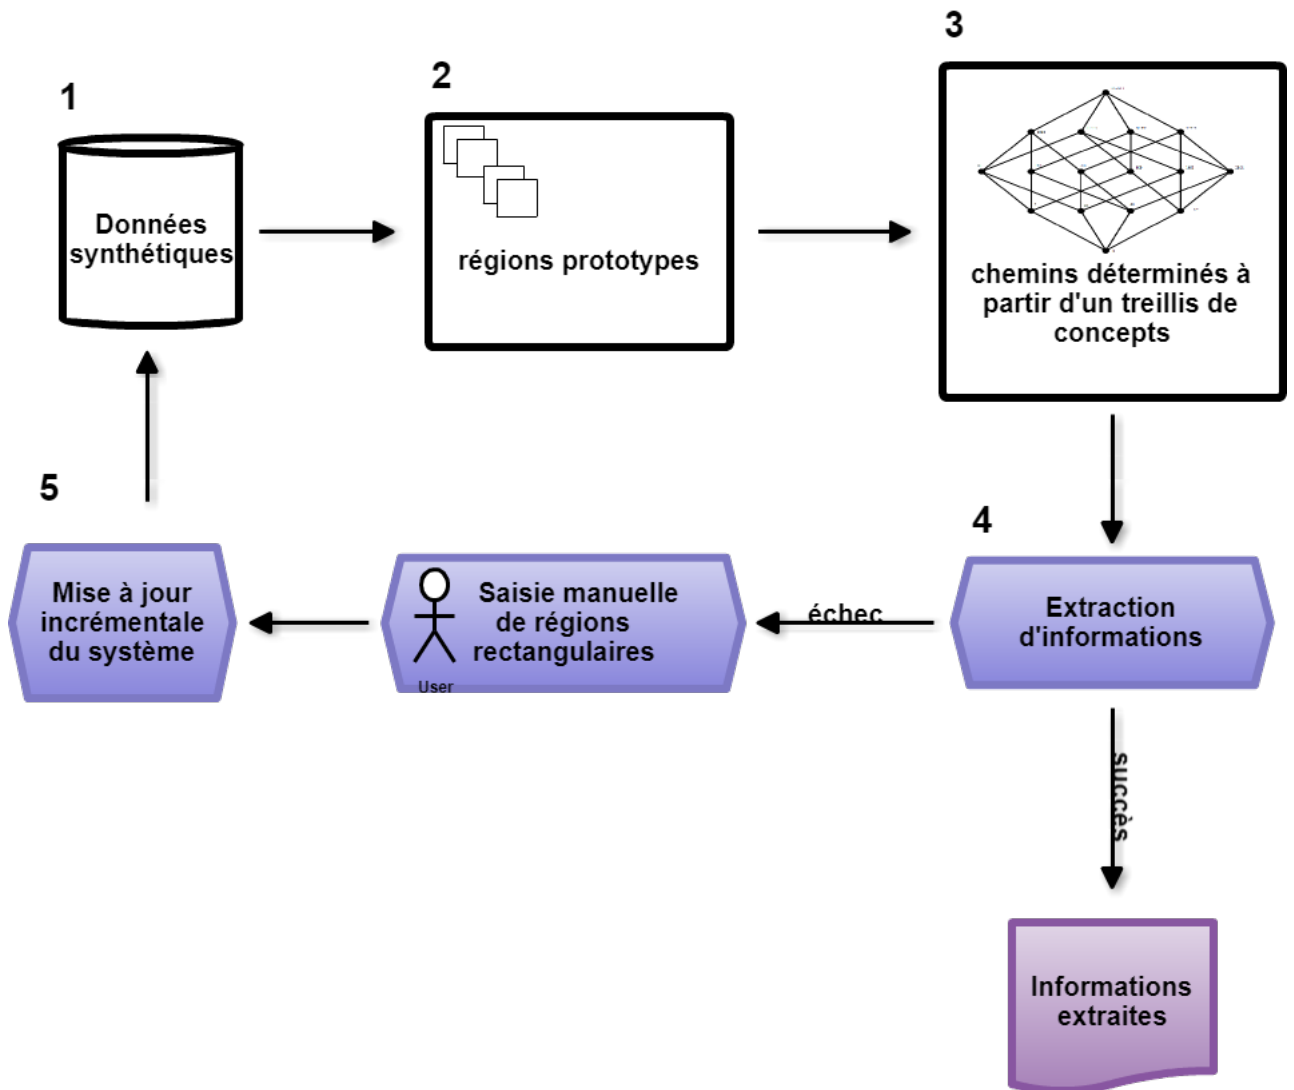 1
Données
synthétiques
2
régions prototypes
3
chemins déterminés à
partir d'un treillis de
concepts
4
Extraction
d'informations
échec
Saisie manuelle
de régions
rectangulaires
User
5
Mise à jour
incrémentale
du système
succès
Informations
extraites